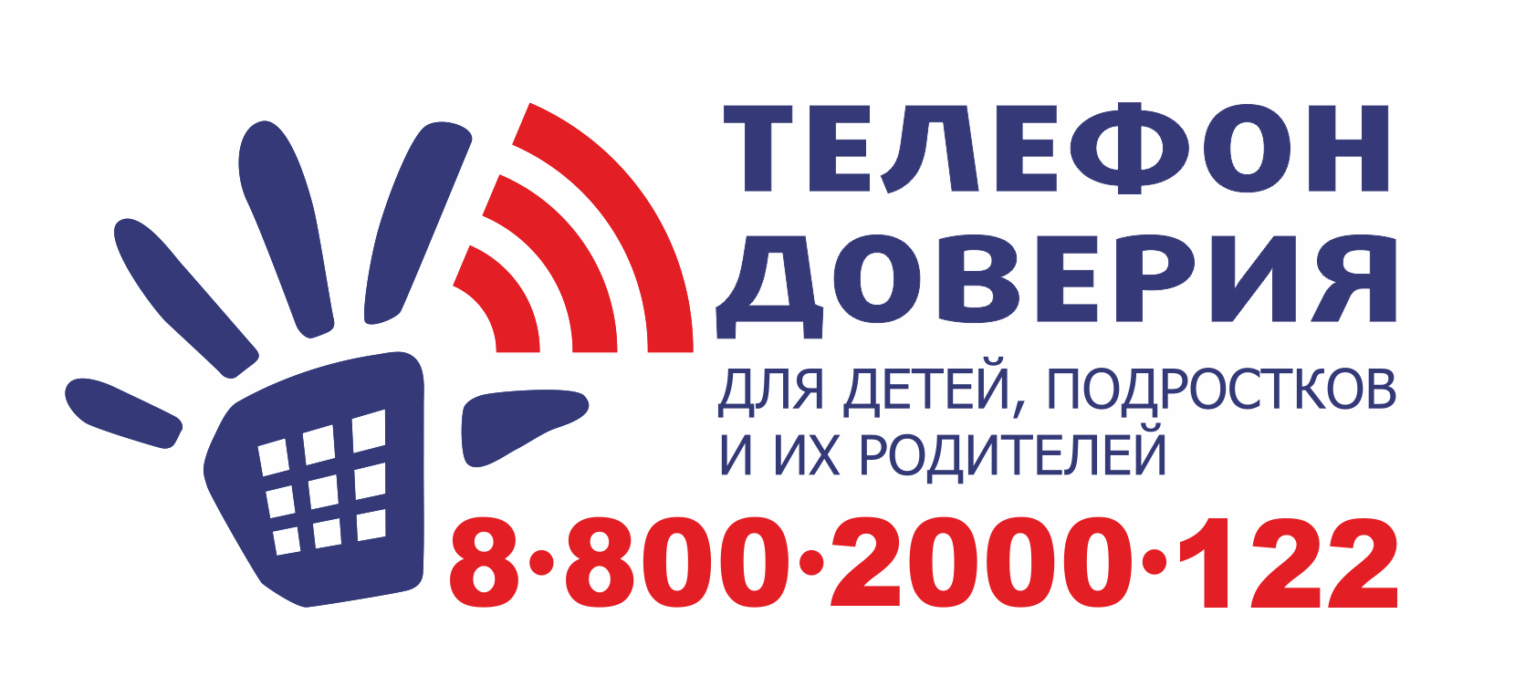 ТЕЛЕФОН
ДОВЕРИЯ
ДЛЯ ДЕТЕЙ, ПОДРОСТКОВ
И ИХ РОДИТЕЛЕЙ
8·800·2000·122